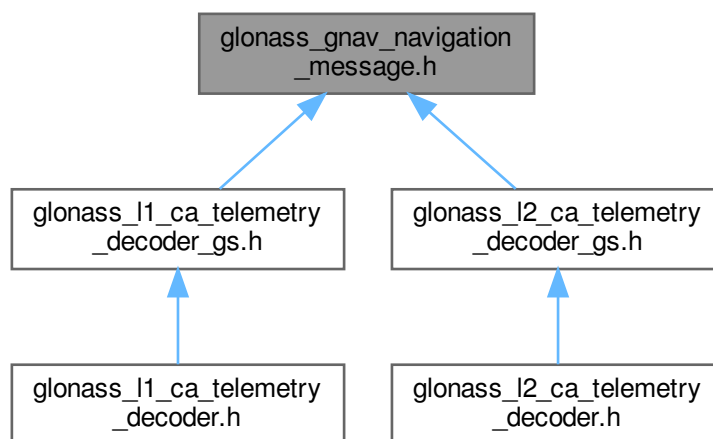 glonass_gnav_navigation
_message.h
glonass_l1_ca_telemetry
_decoder_gs.h
glonass_l2_ca_telemetry
_decoder_gs.h
glonass_l1_ca_telemetry
_decoder.h
glonass_l2_ca_telemetry
_decoder.h